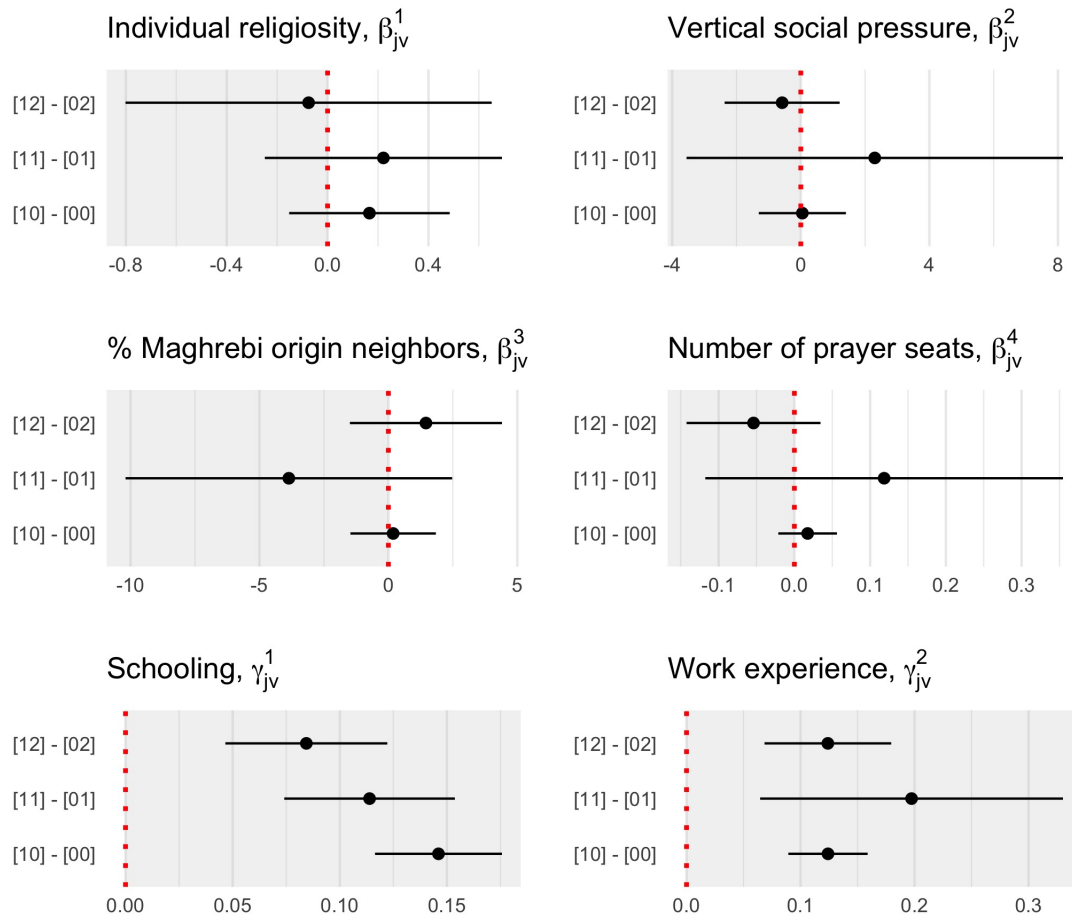 Individual religiosity, β¹jv
[12] - [02]
[11] - [01]
[10] - [00]
-0.8 -0.4 0.0 0.4
Vertical social pressure, β²jv
[12] - [02]
[11] - [01]
[10] - [00]
-4 0 4 8
% Maghrebi origin neighbors, β³jv
[12] - [02]
[11] - [01]
[10] - [00]
-10 -5 0 5
Number of prayer seats, β⁴jv
[12] - [02]
[11] - [01]
[10] - [00]
-0.1 0.0 0.1 0.2 0.3
Schooling, γ¹jv
[12] - [02]
[11] - [01]
[10] - [00]
0.00 0.05 0.10 0.15
Work experience, γ²jv
[12] - [02]
[11] - [01]
[10] - [00]
0.0 0.1 0.2 0.3